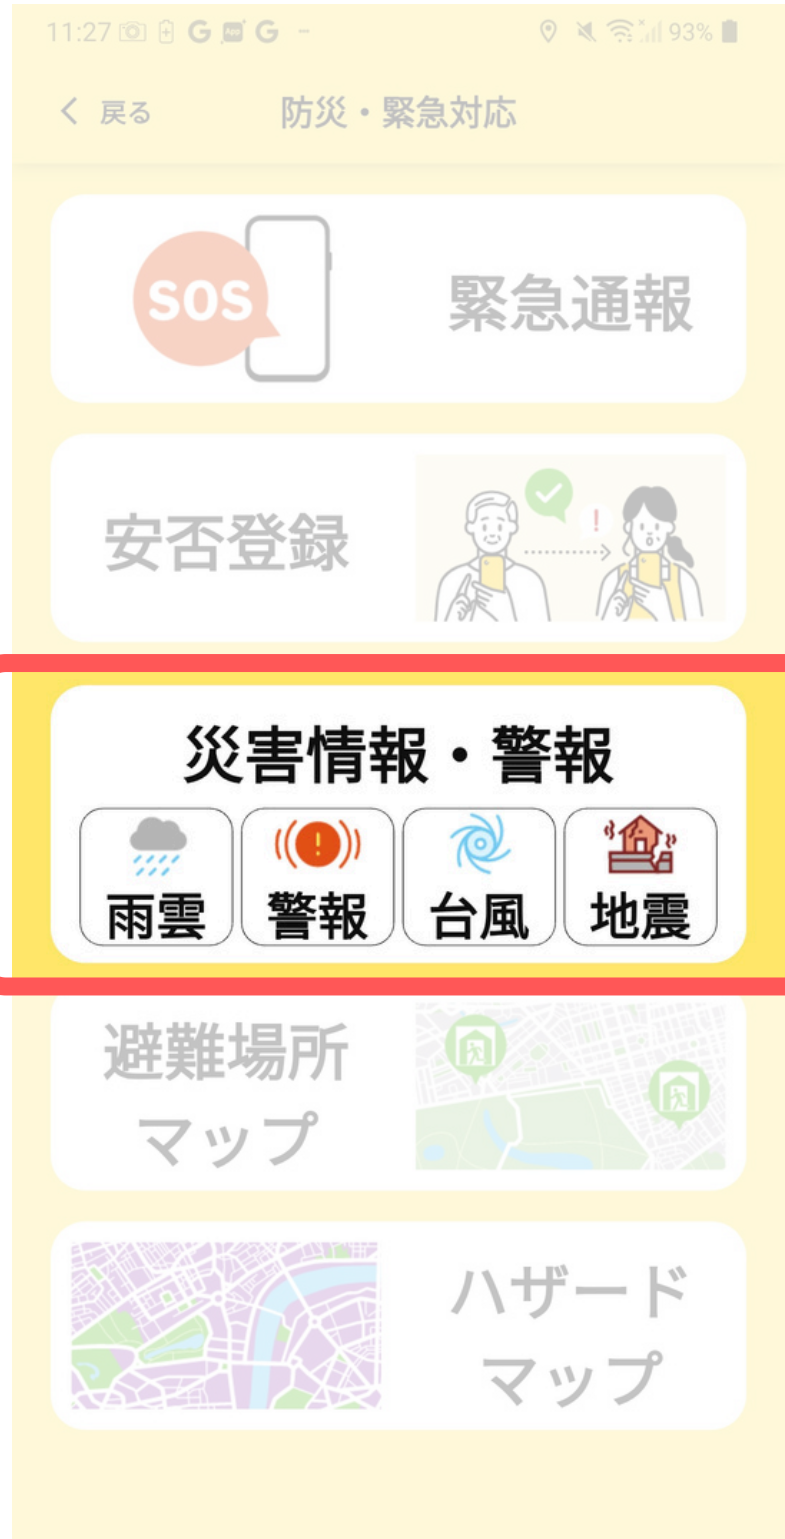 11:27 G G 93%
戻る 防災・緊急対応
SOS 緊急通報
安否登録
災害情報・警報
雨雲 警報 台風 地震
避難場所
マップ
ハザード
マップ